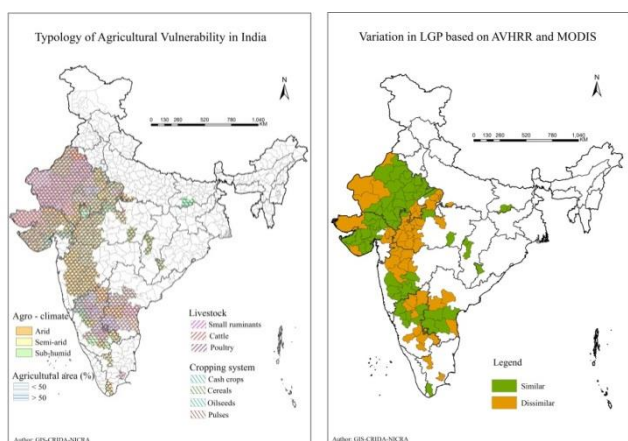 Typology of Agricultural Vulnerability in India
N
0 130 260 520 780 1,040
KM
Agro - climate
Arid
Semi-arid
Sub-humid
Agricultutal area (%)
< 50
> 50
Livestock
Small ruminants
Cattle
Poultry
Cropping system
Cash crops
Cereals
Oilseeds
Pulses
Author: GIS-CRIDA-NICRA
Variation in LGP based on AVHRR and MODIS
N
0 130 260 520 780 1,040
KM
Legend
Similar
Dissimilar
Author: GIS-CRIDA-NICRA